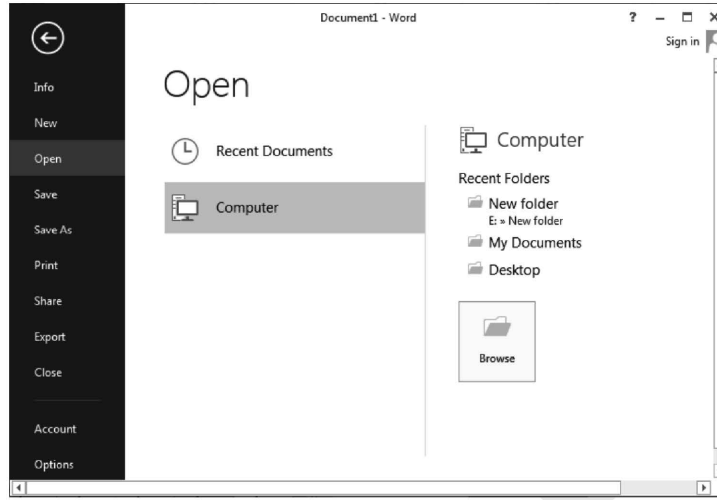 Document1 - Word
?
Sign in
Info
New
Open
Save
Save As
Print
Share
Export
Close
Account
Options
Open
Recent Documents
Computer
Computer
Recent Folders
New folder
E: » New folder
My Documents
Desktop
Browse